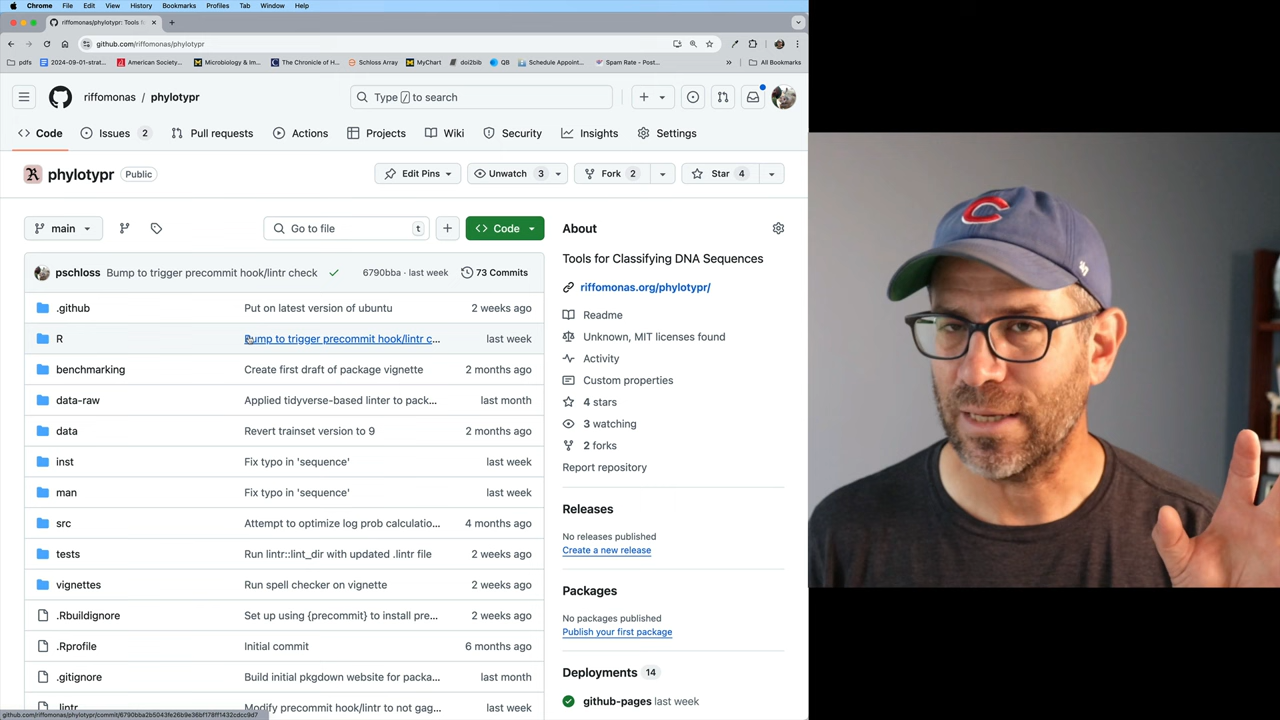 Chrome File Edit View History Bookmarks Profiles Tab Window Help
riffomonas/phylotypr: Tools f
github.com/riffomonas/phylotypr
pdfs 2024-09-01-strat... American Society... Microbiology & Im... The Chronicle of H... Schloss Array MyChart doi2bib QB Schedule Appoint... Spam Rate - Post... » All Bookmarks
riffomonas / phylotypr Type / to search
Code Issues 2 Pull requests Actions Projects Wiki Security Insights Settings
phylotypr Public Edit Pins Unwatch 3 Fork 2 Star 4
main Go to file t Code
About
Tools for Classifying DNA Sequences
riffomonas.org/phylotypr/
Readme
Unknown, MIT licenses found
Activity
Custom properties
4 stars
3 watching
2 forks
Report repository
Releases
No releases published
Create a new release
Packages
No packages published
Publish your first package
Deployments 14
github-pages last week
pschloss Bump to trigger precommit hook/lintr check 6790bba · last week 73 Commits
.github Put on latest version of ubuntu 2 weeks ago
R Bump to trigger precommit hook/lintr c... last week
benchmarking Create first draft of package vignette 2 months ago
data-raw Applied tidyverse-based linter to pack... last month
data Revert trainset version to 9 2 months ago
inst Fix typo in 'sequence' last week
man Fix typo in 'sequence' last week
src Attempt to optimize log prob calculatio... 4 months ago
tests Run lintr::lint_dir with updated .lintr file 2 weeks ago
vignettes Run spell checker on vignette 2 weeks ago
.Rbuildignore Set up using {precommit} to install pre... 2 weeks ago
.Rprofile Initial commit 6 months ago
.gitignore Build initial pkgdown website for packa... last month
.lintr Modify precommit hook/lintr to not gag... last week
C